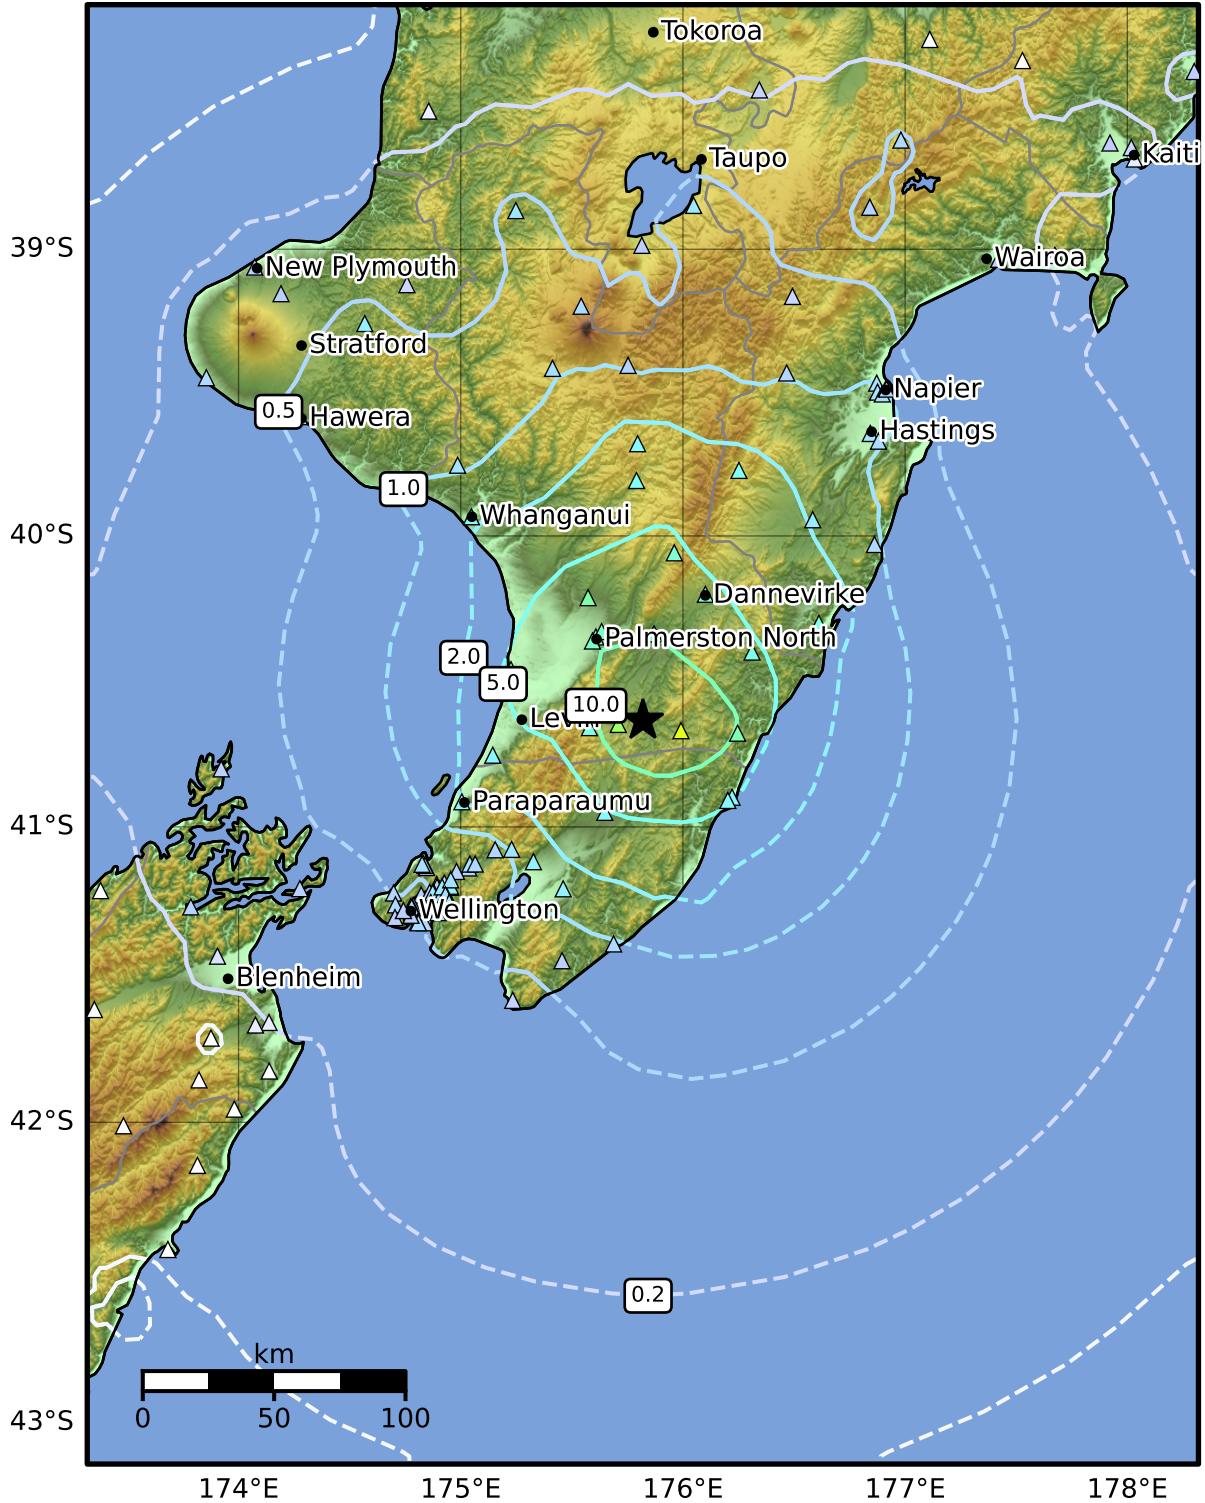 Tokoroa
Taupo
Kaiti
39°S
New Plymouth
Wairoa
Stratford
Napier
0.5
Hawera
Hastings
1.0
Whanganui
40°S
Dannevirke
Palmerston North
2.0
5.0
10.0
Levin
Paraparaumu
41°S
Wellington
Blenheim
42°S
0.2
km
0
50
100
43°S
174°E
175°E
176°E
177°E
178°E